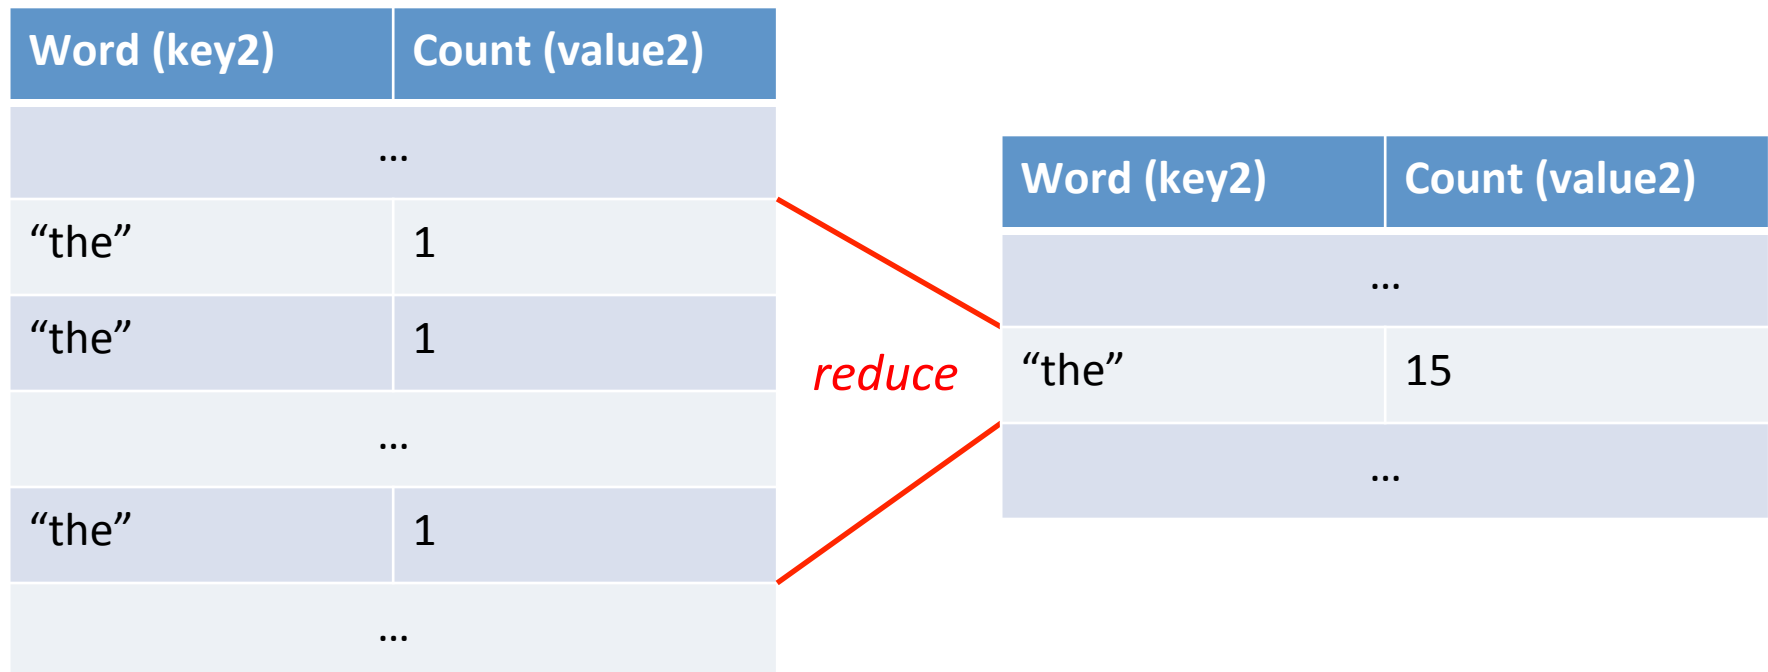 Word (key2) Count (value2)
…
“the” 1
“the” 1
…
“the” 1
…
reduce
Word (key2) Count (value2)
…
“the” 15
…